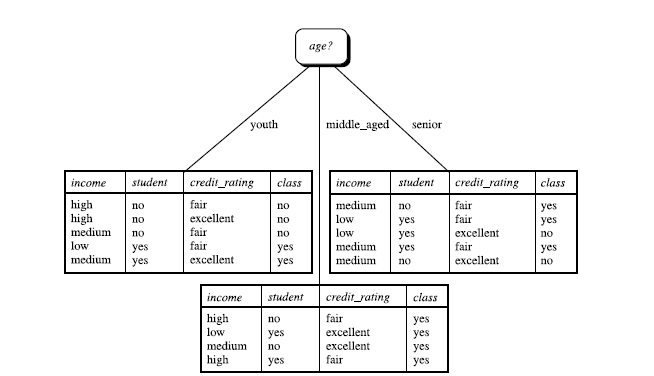 age?
youth
middle_aged
senior
income student credit_rating class
high no fair no
high no excellent no
medium no fair no
low yes fair yes
medium yes excellent yes
income student credit_rating class
medium no fair yes
low yes fair yes
low yes excellent no
medium yes fair yes
medium no excellent no
income student credit_rating class
high no fair yes
low yes excellent yes
medium no excellent yes
high yes fair yes